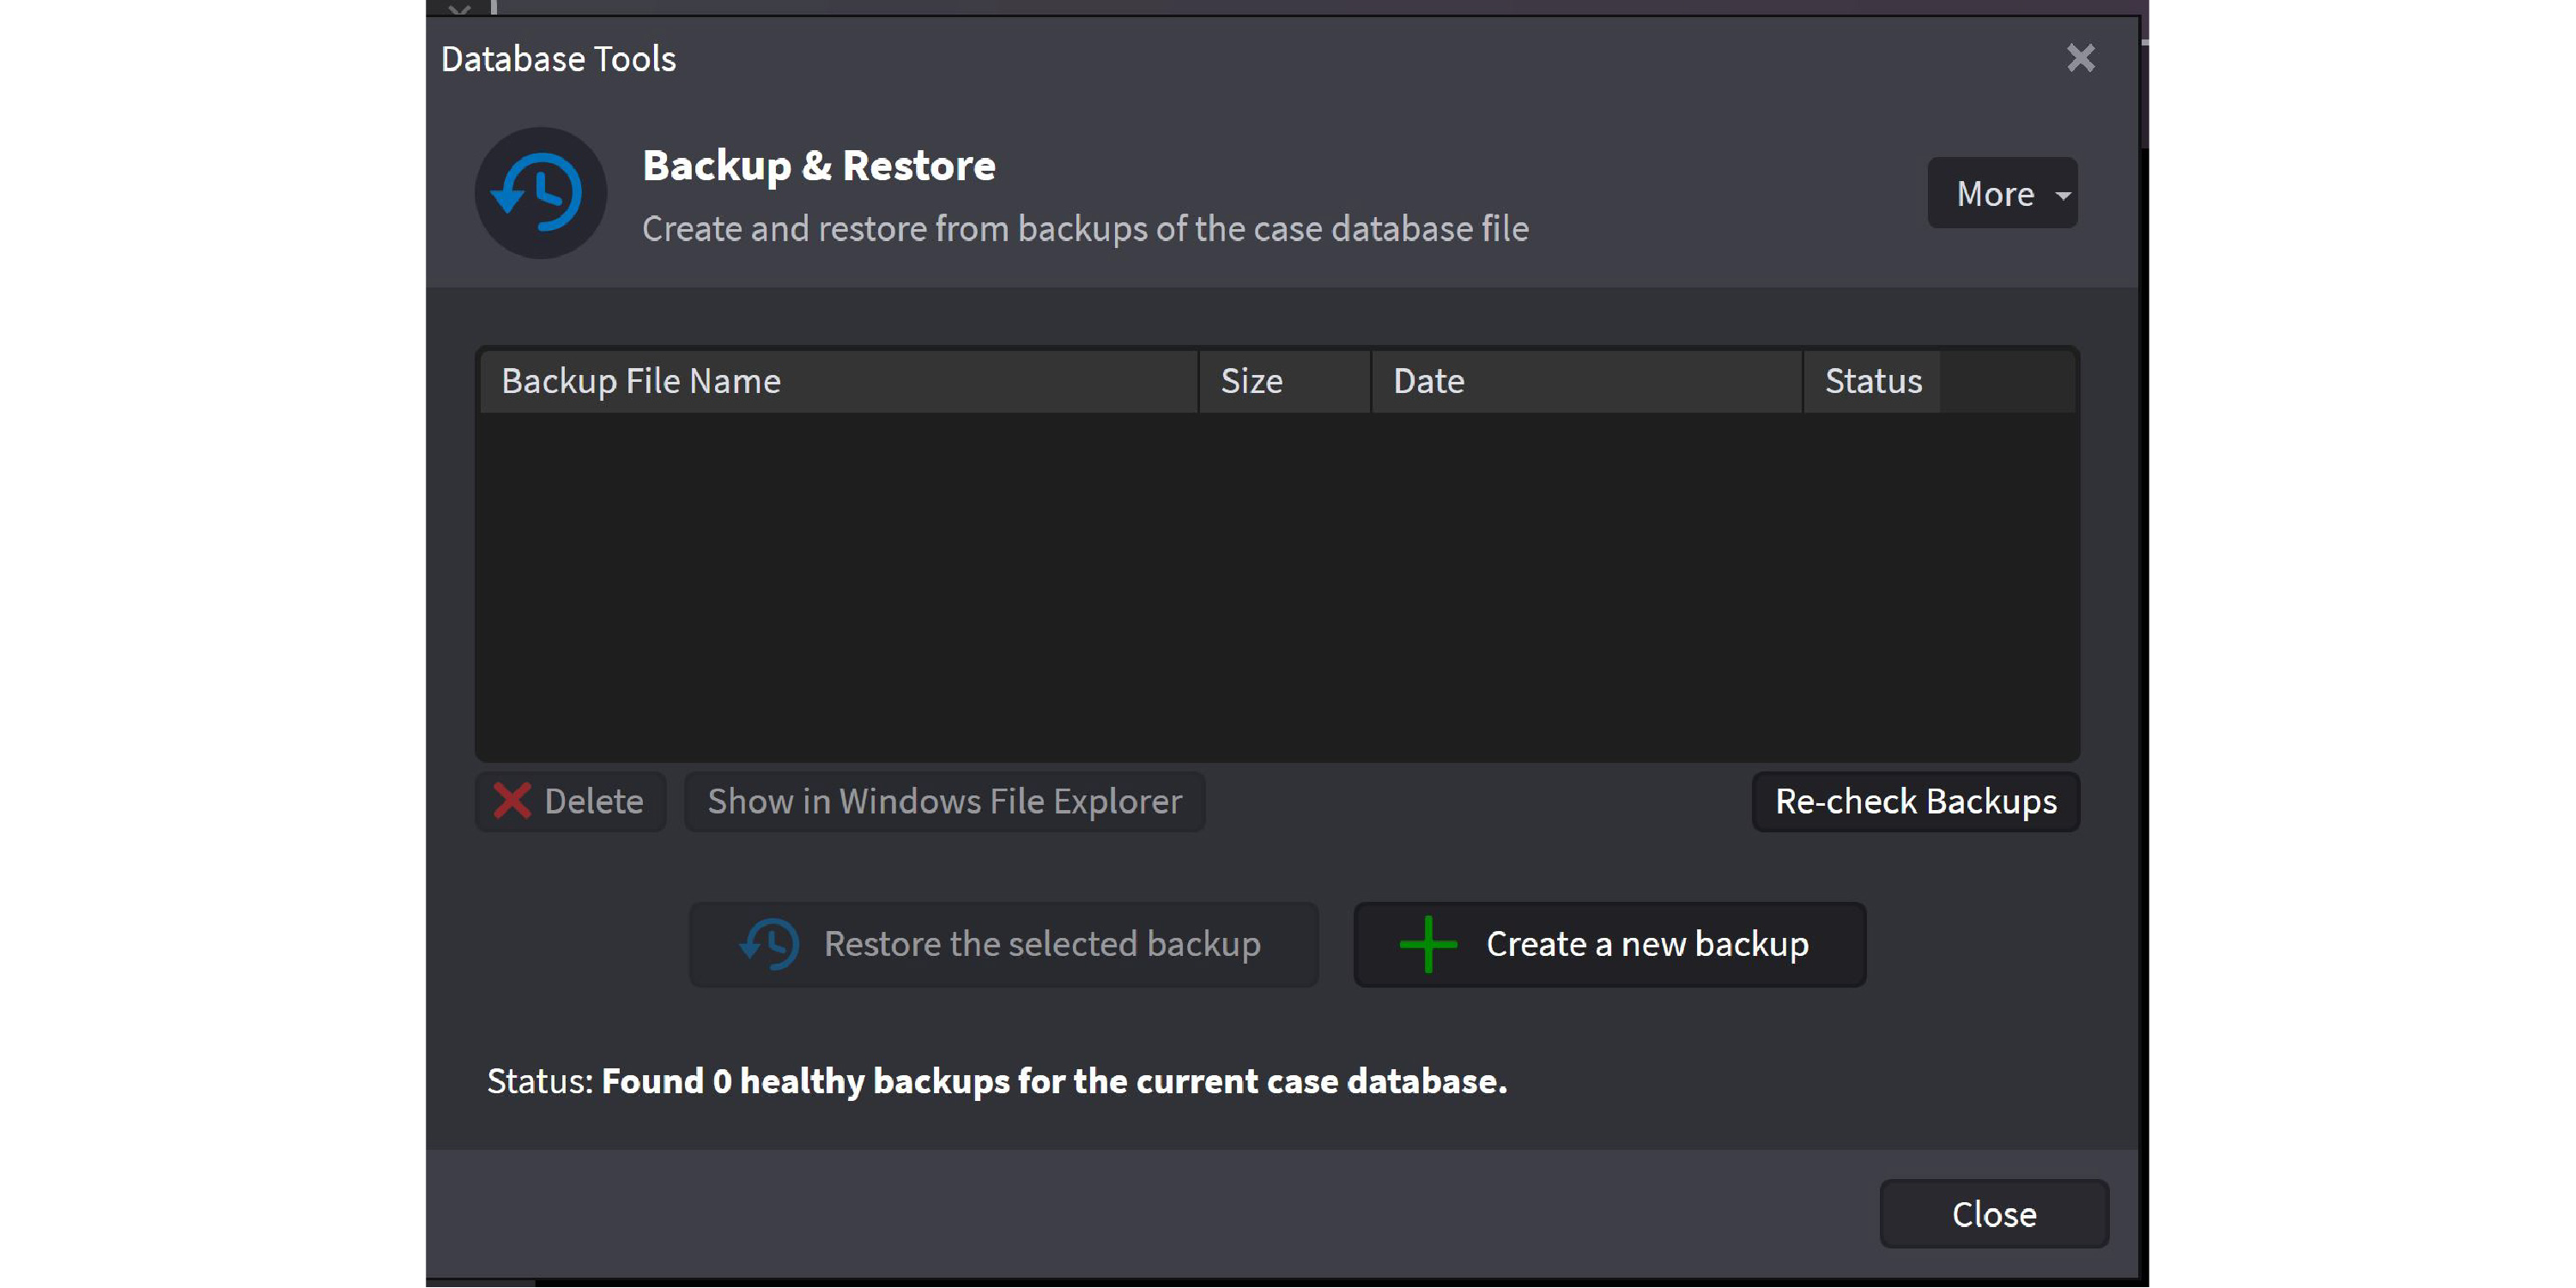 Database Tools
Backup & Restore
Create and restore from backups of the case database file
More
Backup File Name Size Date Status
Delete Show in Windows File Explorer Re-check Backups
Restore the selected backup Create a new backup
Status: Found 0 healthy backups for the current case database.
Close